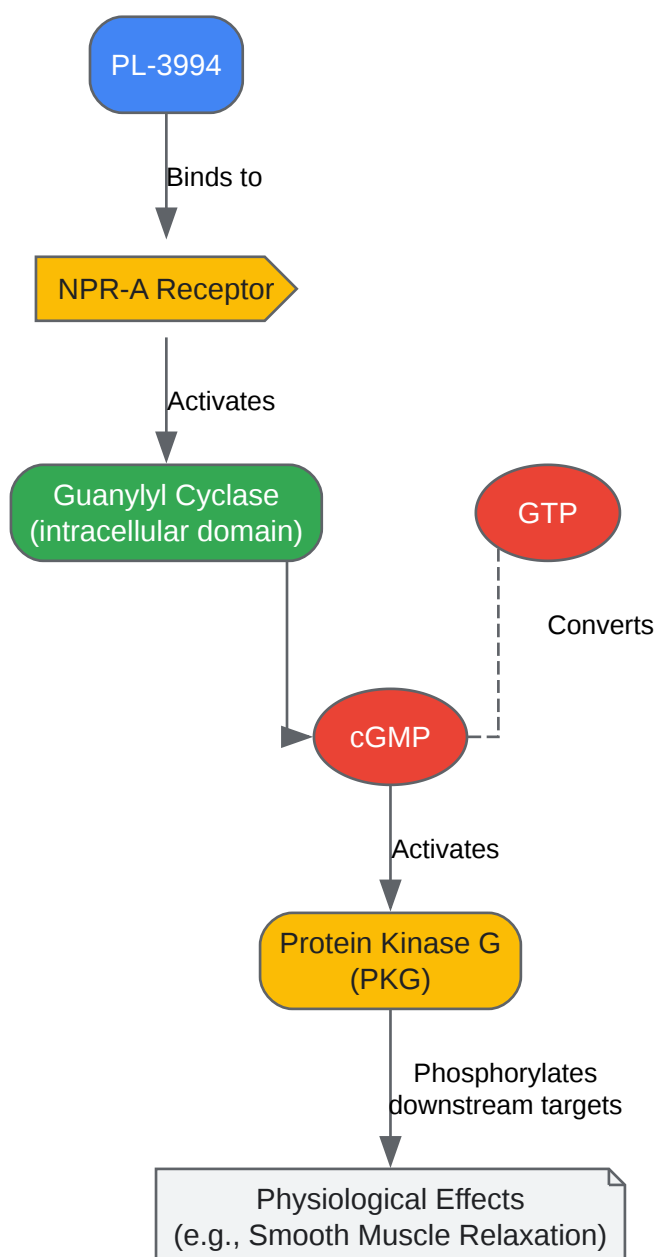 PL-3994
Binds to
NPR-A Receptor
Activates
Guanylyl Cyclase
(intracellular domain)
GTP
Converts
cGMP
Activates
Protein Kinase G
(PKG)
Phosphorylates
downstream targets
Physiological Effects
(e.g., Smooth Muscle Relaxation)